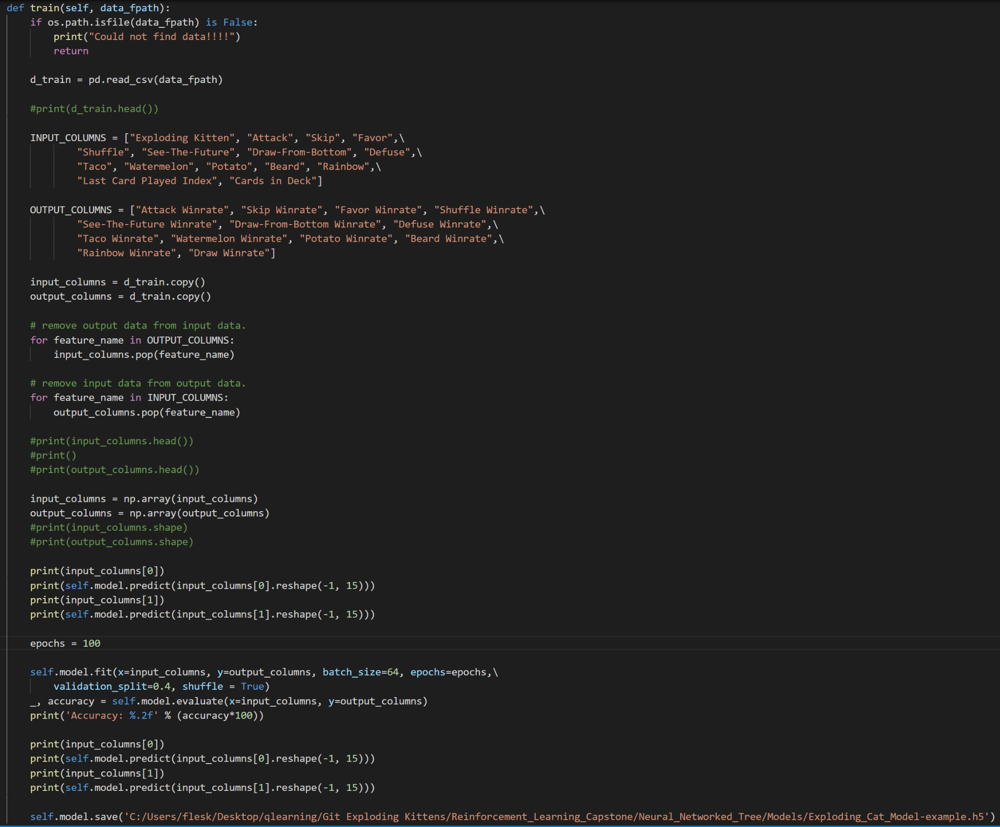 def train(self, data_fpath):
    if os.path.isfile(data_fpath) is False:
        print("Could not find data!!!!")
        return

    d_train = pd.read_csv(data_fpath)

    #print(d_train.head())

    INPUT_COLUMNS = ["Exploding Kitten", "Attack", "Skip", "Favor",\
            "Shuffle", "See-The-Future", "Draw-From-Bottom", "Defuse",\
            "Taco", "Watermelon", "Potato", "Beard", "Rainbow",\
            "Last Card Played Index", "Cards in Deck"]

    OUTPUT_COLUMNS = ["Attack Winrate", "Skip Winrate", "Favor Winrate", "Shuffle Winrate",\
            "See-The-Future Winrate", "Draw-From-Bottom Winrate", "Defuse Winrate",\
            "Taco Winrate", "Watermelon Winrate", "Potato Winrate", "Beard Winrate",\
            "Rainbow Winrate", "Draw Winrate"]

    input_columns = d_train.copy()
    output_columns = d_train.copy()

    # remove output data from input data.
    for feature_name in OUTPUT_COLUMNS:
        input_columns.pop(feature_name)

    # remove input data from output data.
    for feature_name in INPUT_COLUMNS:
        output_columns.pop(feature_name)

    #print(input_columns.head())
    #print()
    #print(output_columns.head())

    input_columns = np.array(input_columns)
    output_columns = np.array(output_columns)
    #print(input_columns.shape)
    #print(output_columns.shape)

    print(input_columns[0])
    print(self.model.predict(input_columns[0].reshape(-1, 15)))
    print(input_columns[1])
    print(self.model.predict(input_columns[1].reshape(-1, 15)))

    epochs = 100

    self.model.fit(x=input_columns, y=output_columns, batch_size=64, epochs=epochs,\
        validation_split=0.4, shuffle = True)
    _, accuracy = self.model.evaluate(x=input_columns, y=output_columns)
    print('Accuracy: %.2f' % (accuracy*100))

    print(input_columns[0])
    print(self.model.predict(input_columns[0].reshape(-1, 15)))
    print(input_columns[1])
    print(self.model.predict(input_columns[1].reshape(-1, 15)))

    self.model.save('C:/Users/flesk/Desktop/qlearning/Git Exploding Kittens/Reinforcement_Learning_Capstone/Neural_Networked_Tree/Models/Exploding_Cat_Model-example.h5')